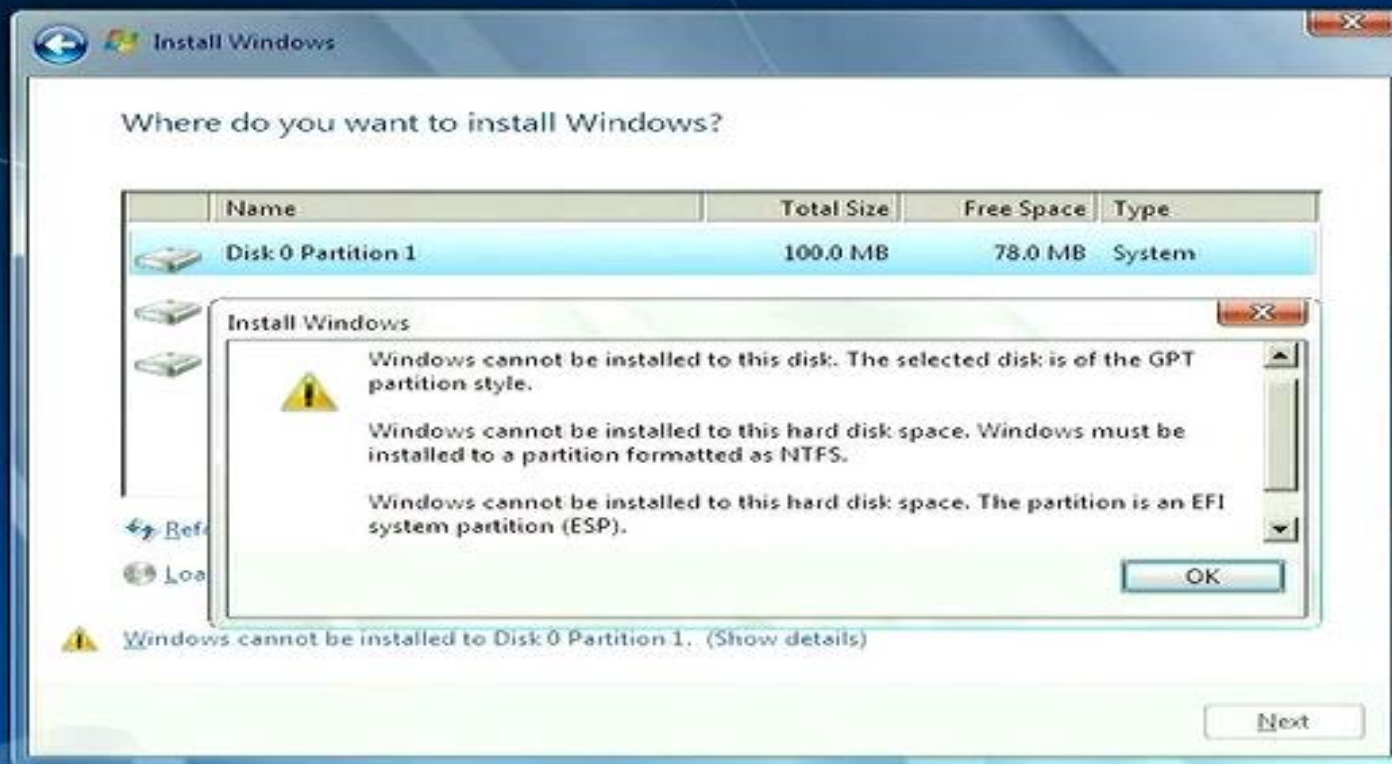 Install Windows
Where do you want to install Windows?
Name Total Size Free Space Type
Disk 0 Partition 1 100.0 MB 78.0 MB System
Install Windows
Windows cannot be installed to this disk. The selected disk is of the GPT
partition style.
Windows cannot be installed to this hard disk space. Windows must be
installed to a partition formatted as NTFS.
Windows cannot be installed to this hard disk space. The partition is an EFI
system partition (ESP).
Refr
Loa
OK
Windows cannot be installed to Disk 0 Partition 1. (Show details)
Next